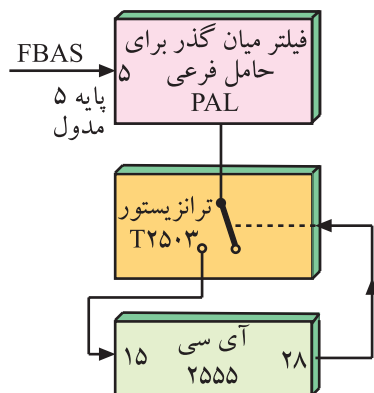 فیلتر میان گذر برای
حامل فرعی
PAL
FBAS
۵
پایه ۵
مدول
ترانزیستور
T۲۵۰۳
آی سی
۲۵۵۵
۱۵
۲۸